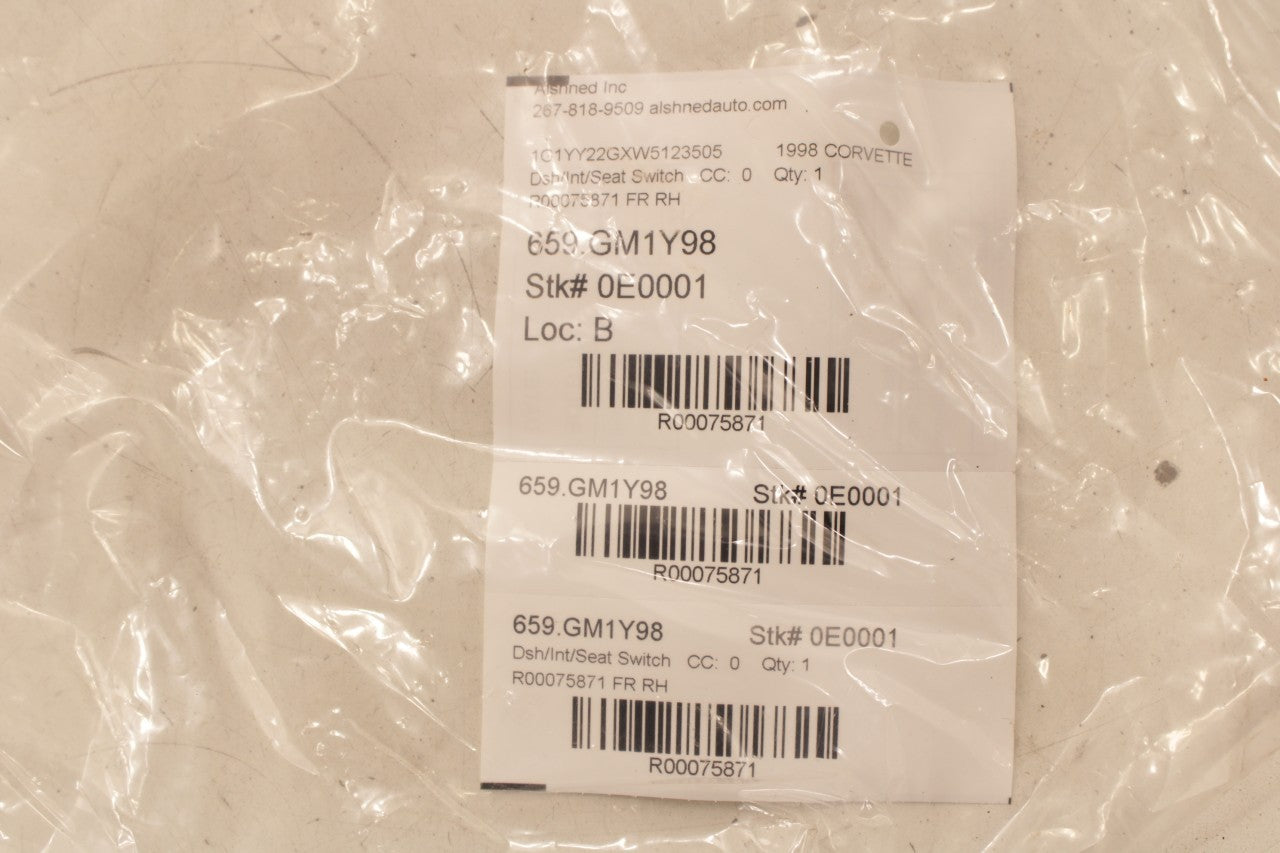 Alshned Inc
267-818-9509 alshnedauto.com
1G1YY22GXW5123505 1998 CORVETTE
Dsh/Int/Seat Switch CC: 0 Qty: 1
R00075871 FR RH
659.GM1Y98
Stk# 0E0001
Loc: B
R00075871
659.GM1Y98 Stk# 0E0001
R00075871
659.GM1Y98 Stk# 0E0001
Dsh/Int/Seat Switch CC: 0 Qty: 1
R00075871 FR RH
R00075871